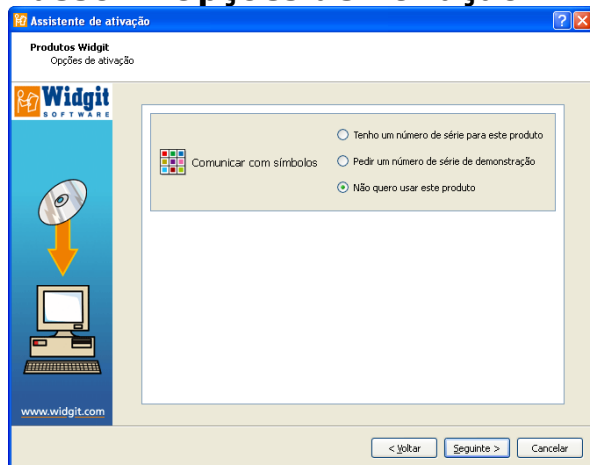 Assistente de ativação
Produtos Widgit
Opções de ativação
Widgit
SOFTWARE
Tenho um número de série para este produto
Comunicar com símbolos
Pedir um número de série de demonstração
Não quero usar este produto
www.widgit.com
< Voltar
Seguinte >
Cancelar